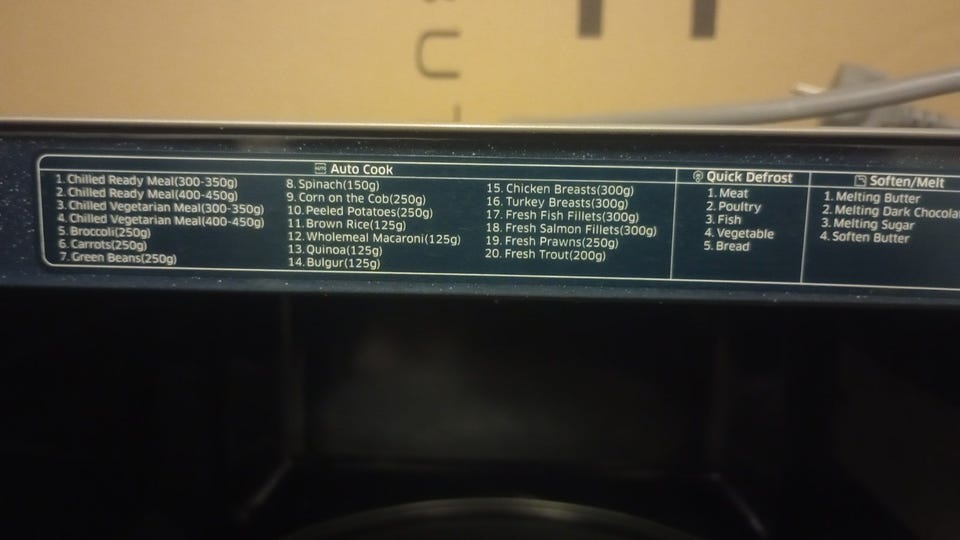 Auto Cook
1. Chilled Ready Meal(300-350g)
2. Chilled Ready Meal(400-450g)
3. Chilled Vegetarian Meal(300-350g)
4. Chilled Vegetarian Meal(400-450g)
5. Broccoli(250g)
6. Carrots(250g)
7. Green Beans(250g)
8. Spinach(150g)
9. Corn on the Cob(250g)
10. Peeled Potatoes(250g)
11. Brown Rice(125g)
12. Wholemeal Macaroni(125g)
13. Quinoa(125g)
14. Bulgur(125g)
15. Chicken Breasts(300g)
16. Turkey Breasts(300g)
17. Fresh Fish Fillets(300g)
18. Fresh Salmon Fillets(300g)
19. Fresh Prawns(250g)
20. Fresh Trout(200g)
Quick Defrost
1. Meat
2. Poultry
3. Fish
4. Vegetable
5. Bread
Soften/Melt
1. Melting Butter
2. Melting Dark Chocola
3. Melting Sugar
4. Soften Butter